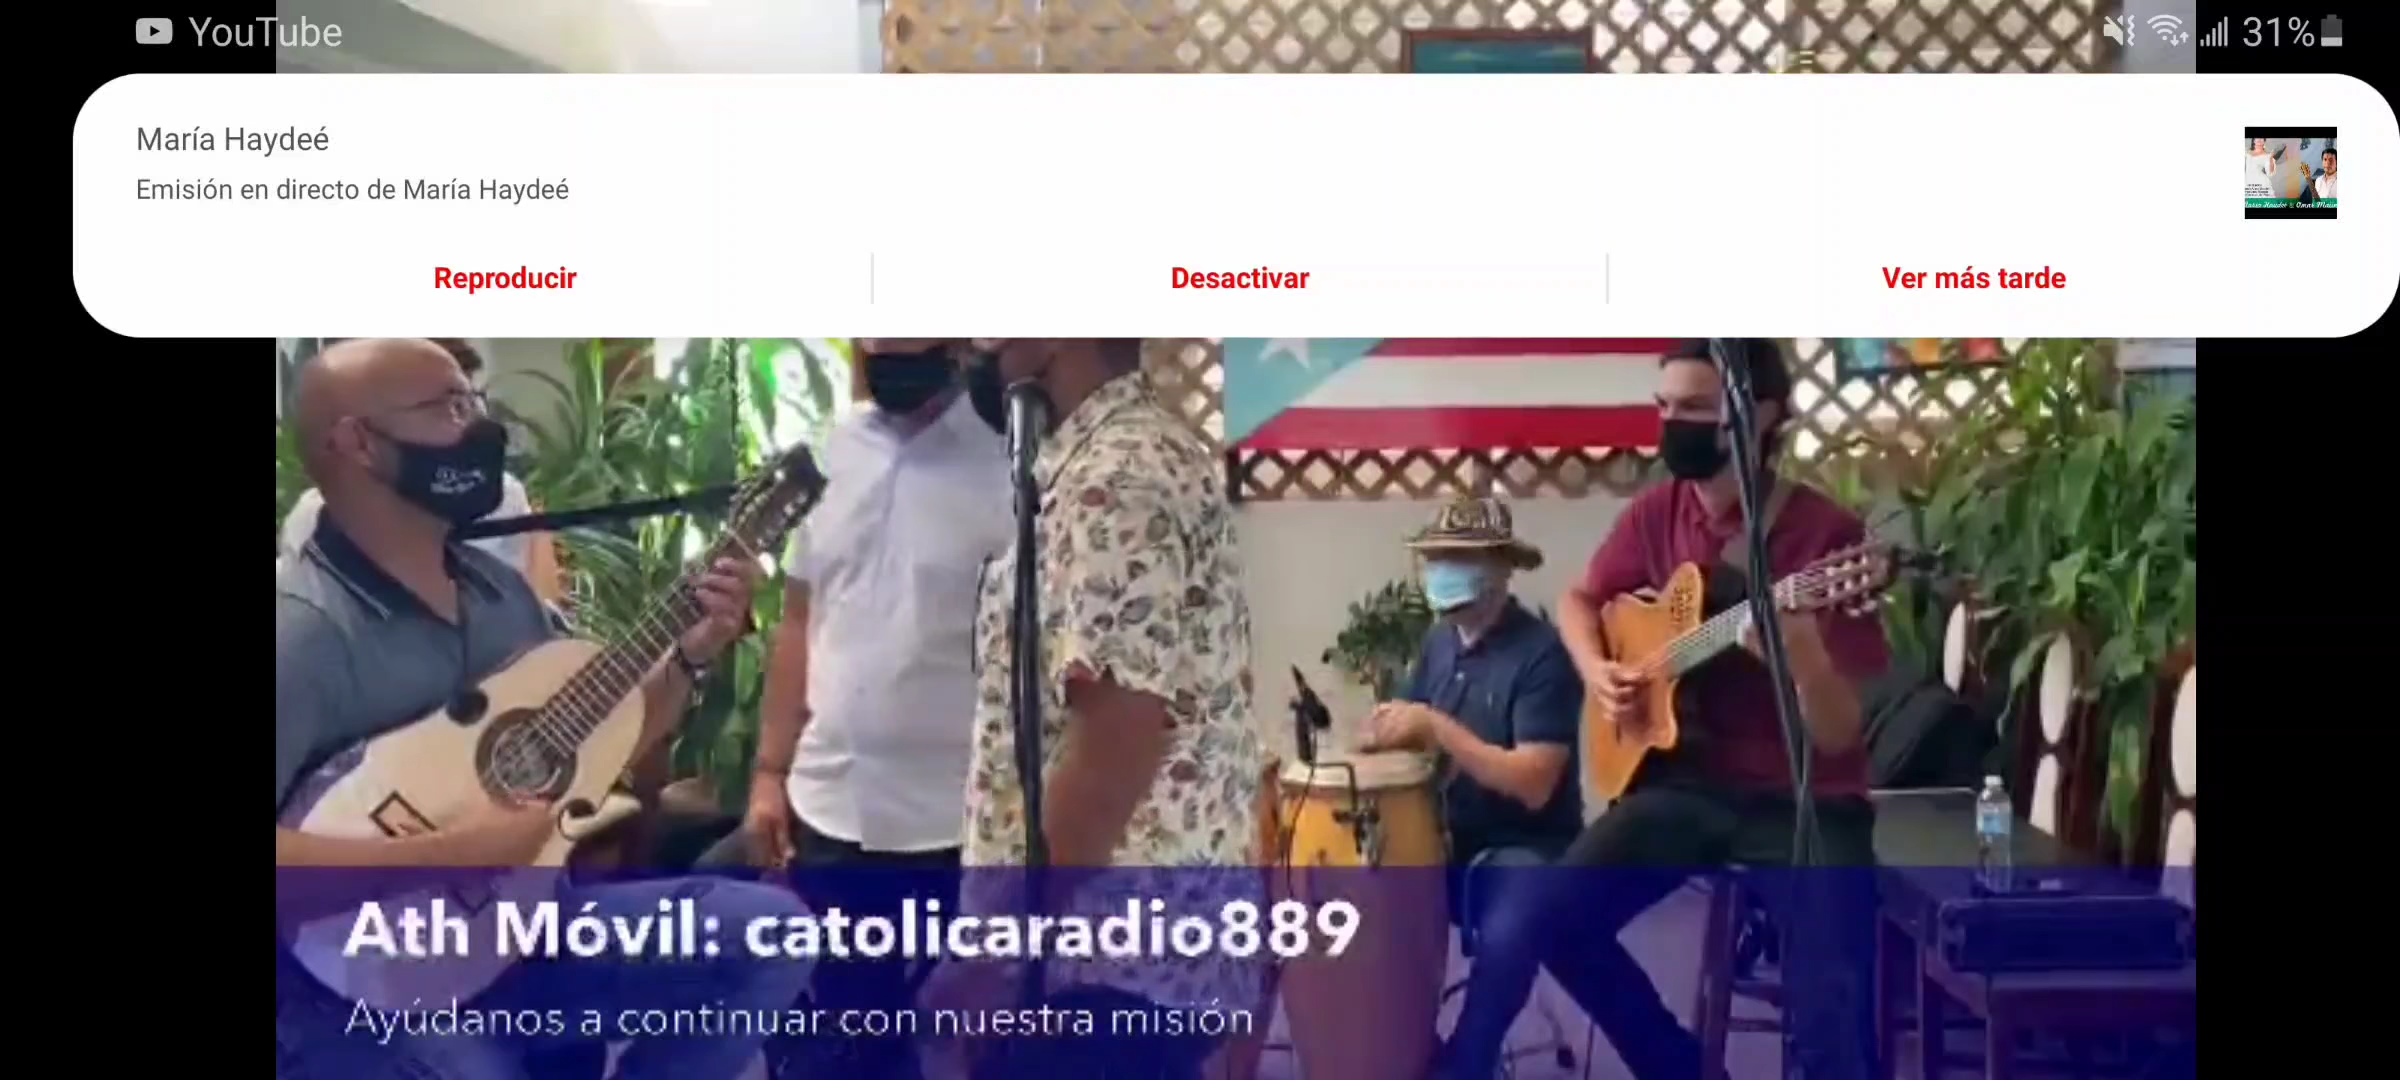 YouTube
31%
María Haydeé
Emisión en directo de María Haydeé
Reproducir
Desactivar
Ver más tarde
Ath Móvil: catolicaradio889
Ayúdanos a continuar con nuestra misión